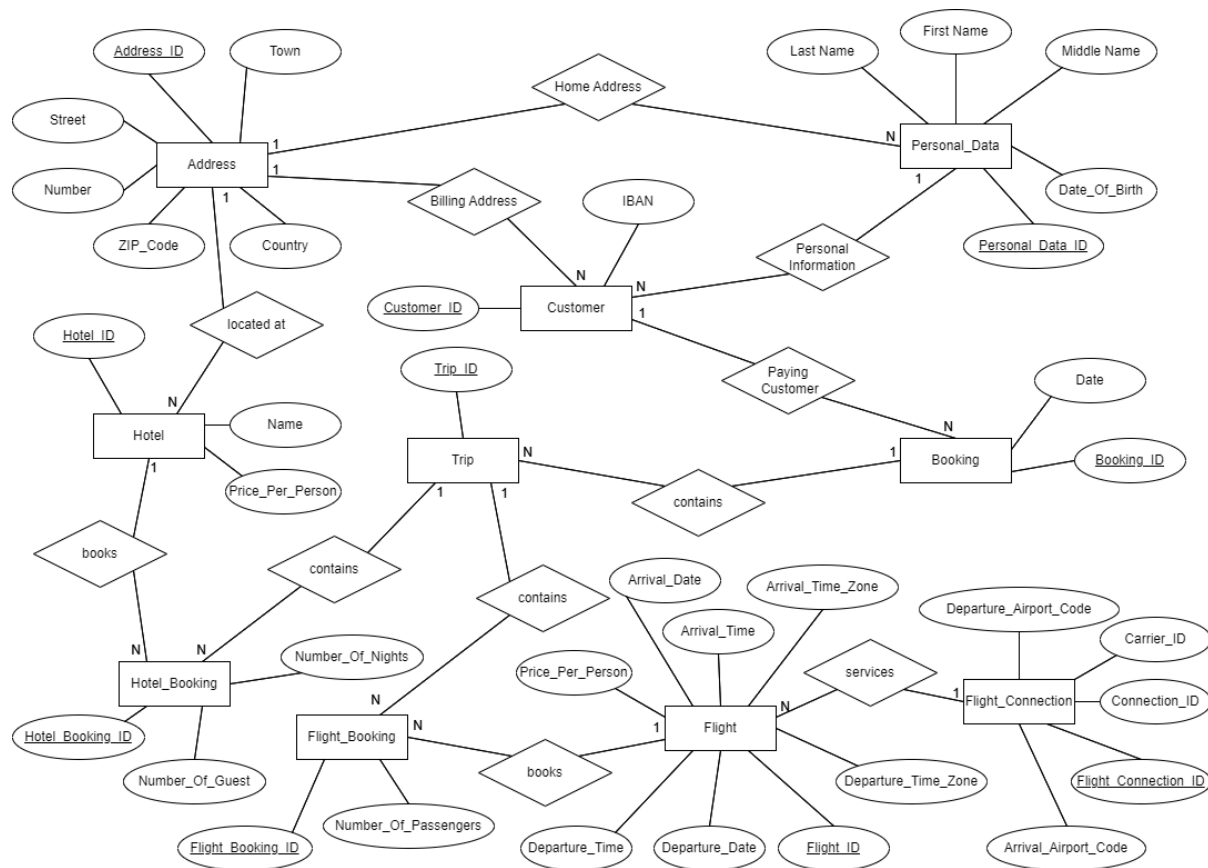 First Name
Address_ID
Town
Last Name
Middle Name
Home Address
Street
1
N
Address
Personal_Data
1
1
Number
1
Billing Address
IBAN
Date_Of_Birth
ZIP_Code
Country
Personal
Information
Personal_Data_ID
N
N
Customer_ID
Customer
1
located at
Hotel_ID
Trip_ID
Paying
Customer
Date
N
Name
N
Hotel
Trip
N
1
Booking
Booking_ID
1
1
1
Price_Per_Person
contains
books
contains
contains
Arrival_Date
Arrival_Time_Zone
Departure_Airport_Code
Arrival_Time
Carrier_ID
N
N
Number_Of_Nights
Price_Per_Person
services
Hotel_Booking
1
Flight_Connection
Connection_ID
N
N
1
N
Hotel_Booking_ID
Flight_Booking
Flight
books
Number_Of_Guest
Departure_Time_Zone
Flight_Connection_ID
Number_Of_Passengers
Flight_Booking_ID
Departure_Time
Departure_Date
Flight_ID
Arrival_Airport_Code